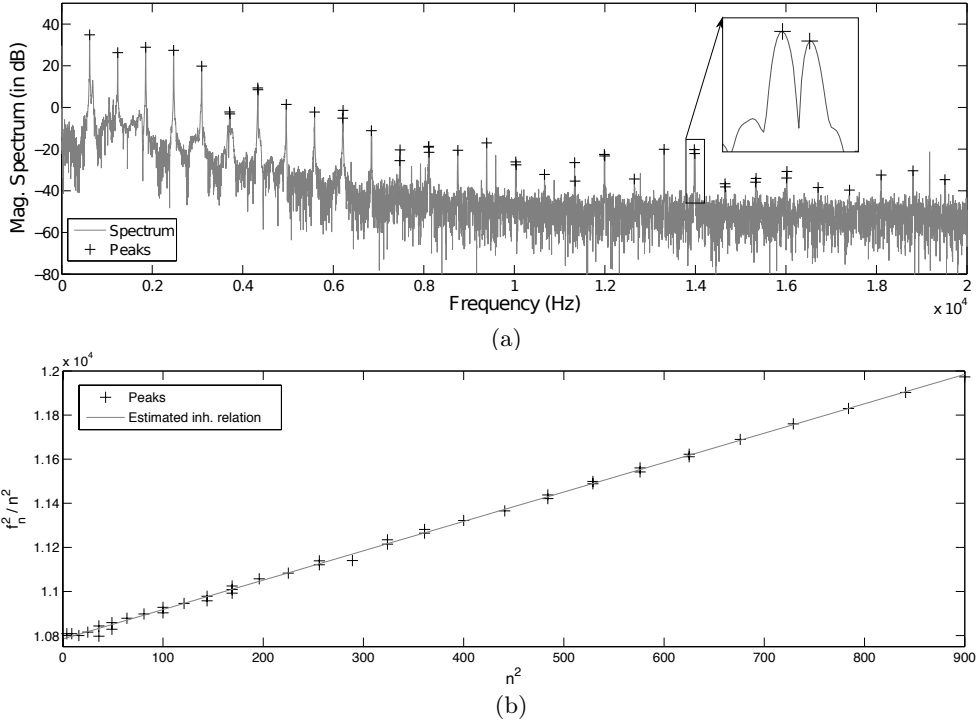 Mag. Spectrum (in dB)
40
20
0
−20
−40
−60
−80
Spectrum
Peaks
0
0.2
0.4
0.6
0.8
1.0
1.2
1.4
1.6
1.8
2.0
Frequency (Hz)
x 10^4
(a)
x 10^4
f_n^2 / n^2
1.2
1.18
1.16
1.14
1.12
1.1
1.08
Peaks
Estimated inh. relation
0
100
200
300
400
500
600
700
800
900
n^2
(b)